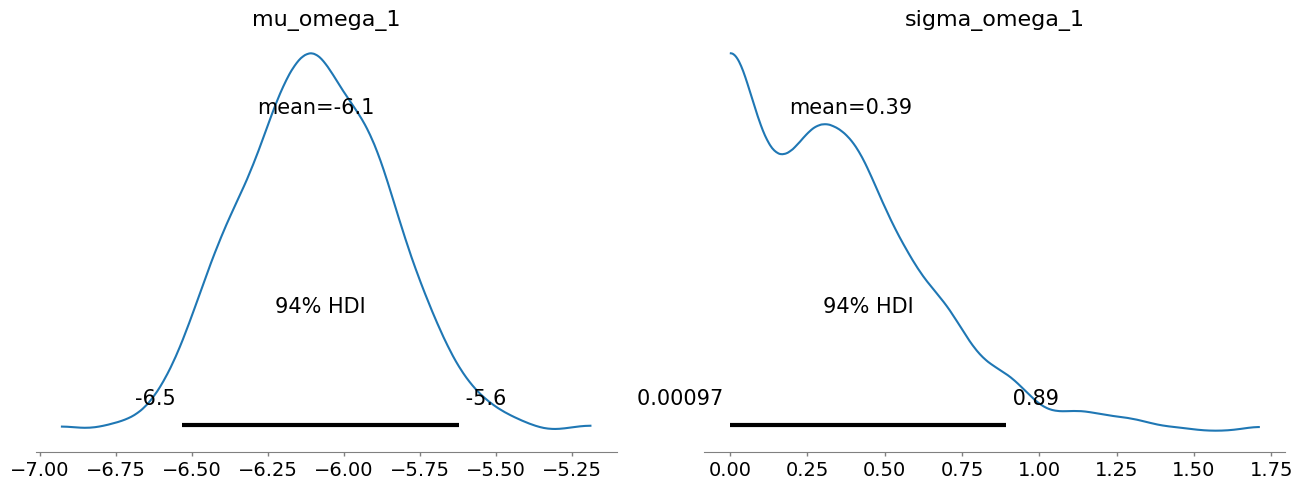 mu_omega_1
mean=-6.1
94% HDI
-6.5
-5.6
−7.00 −6.75 −6.50 −6.25 −6.00 −5.75 −5.50 −5.25
sigma_omega_1
mean=0.39
94% HDI
0.00097
0.89
0.00 0.25 0.50 0.75 1.00 1.25 1.50 1.75